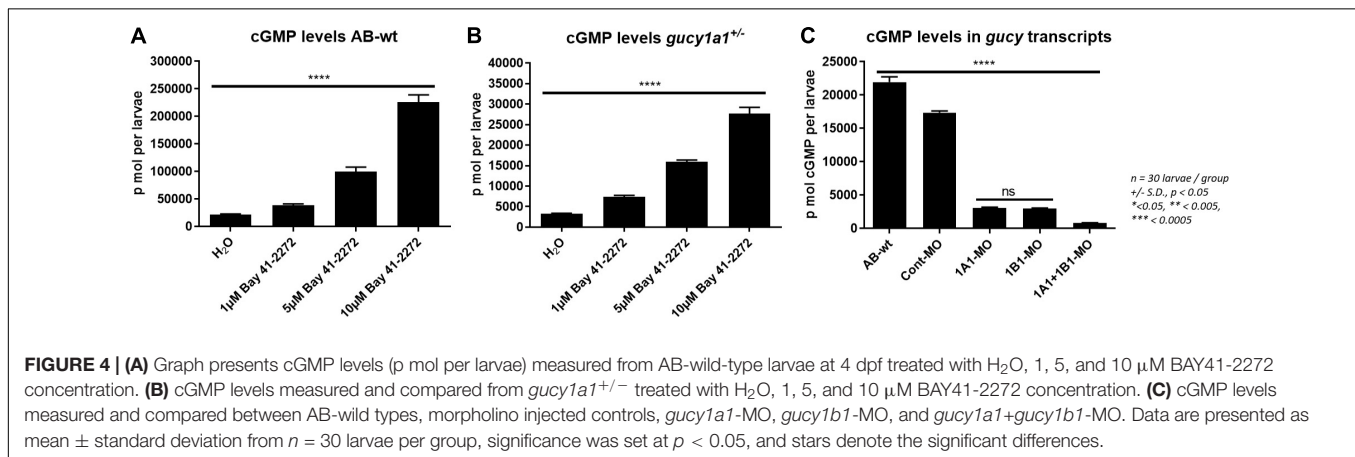 A
cGMP levels AB-wt
p mol per larvae
300000
250000
200000
150000
100000
50000
0
****
H₂O
1µM Bay 41-2272
5µM Bay 41-2272
10µM Bay 41-2272
B
cGMP levels gucy1a1+/-
p mol per larvae
40000
35000
30000
25000
20000
15000
10000
5000
0
****
H₂O
1µM Bay 41-2272
5µM Bay 41-2272
10µM Bay 41-2272
C
cGMP levels in gucy transcripts
p mol cGMP per larvae
25000
20000
15000
10000
5000
0
****
ns
AB-wt
Cont-MO
1A1-MO
1B1-MO
1A1+1B1-MO
n = 30 larvae / group
+/- S.D., p < 0.05
*<0.05, ** < 0.005,
*** < 0.0005
FIGURE 4 | (A) Graph presents cGMP levels (p mol per larvae) measured from AB-wild-type larvae at 4 dpf treated with H₂O, 1, 5, and 10 µM BAY41-2272
concentration. (B) cGMP levels measured and compared from gucy1a1+/− treated with H₂O, 1, 5, and 10 µM BAY41-2272 concentration. (C) cGMP levels
measured and compared between AB-wild types, morpholino injected controls, gucy1a1-MO, gucy1b1-MO, and gucy1a1+gucy1b1-MO. Data are presented as
mean ± standard deviation from n = 30 larvae per group, significance was set at p < 0.05, and stars denote the significant differences.